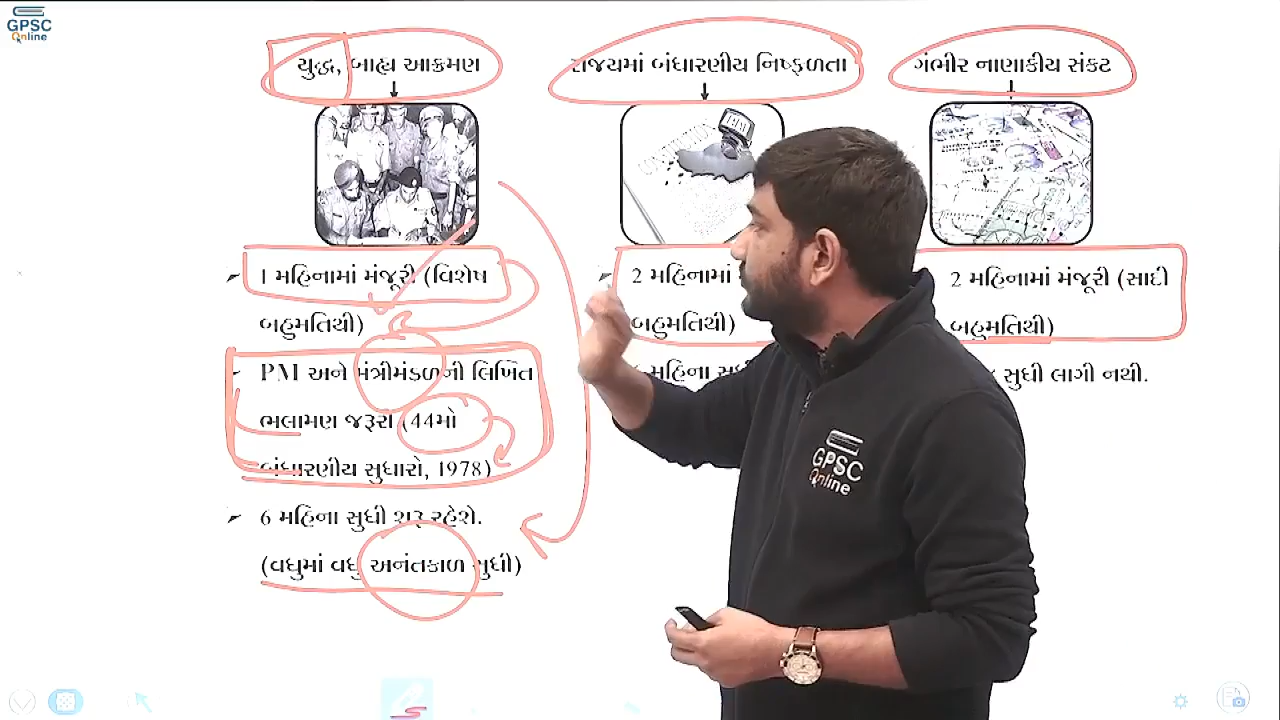 GPSC
Online
યુદ્ધ, બાહ્ય આક્રમણ
રાજયમાં બંધારણીય નિષ્ફળતા
ગંભીર નાણાકીય સંકટ
1 મહિનામાં મંજૂરી (વિશેષ
બહુમતિથી)
PM અને મંત્રીમંડળની લિખિત
ભલામણ જરૂરી (44મો
બંધારણીય સુધારો, 1978)
6 મહિના સુધી શરૂ રહેશે.
(વધુમાં વધુ અનંતકાળ સુધી)
2 મહિનામાં
બહુમતિથી)
મહિના સુધી
2 મહિનામાં મંજૂરી (સાદી
બહુમતિથી)
સુધી લાગી નથી.
GPSC
Online